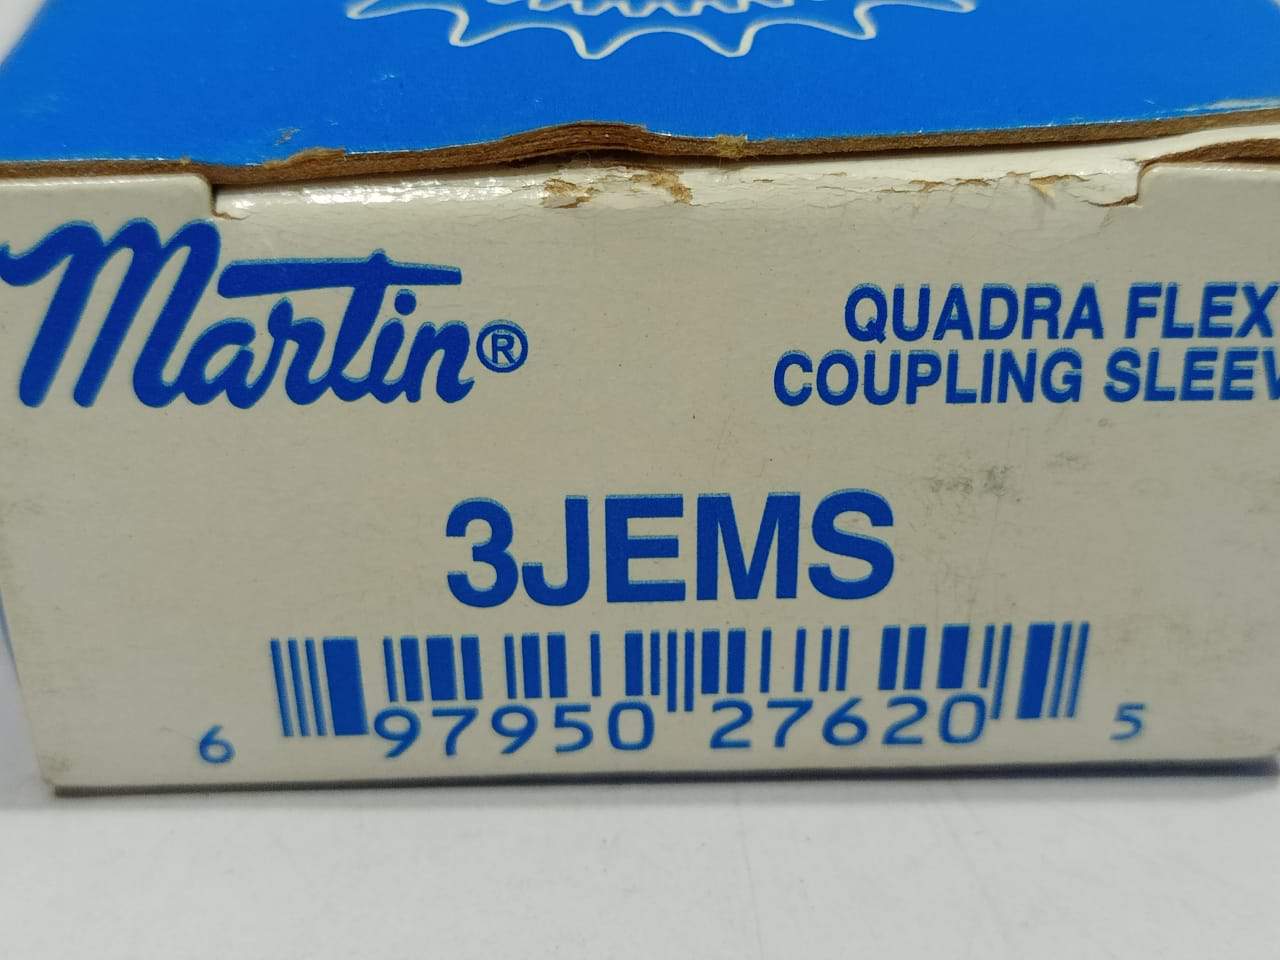 Martin®
QUADRA FLEX
COUPLING SLEEV
3JEMS
6 97950 27620 5